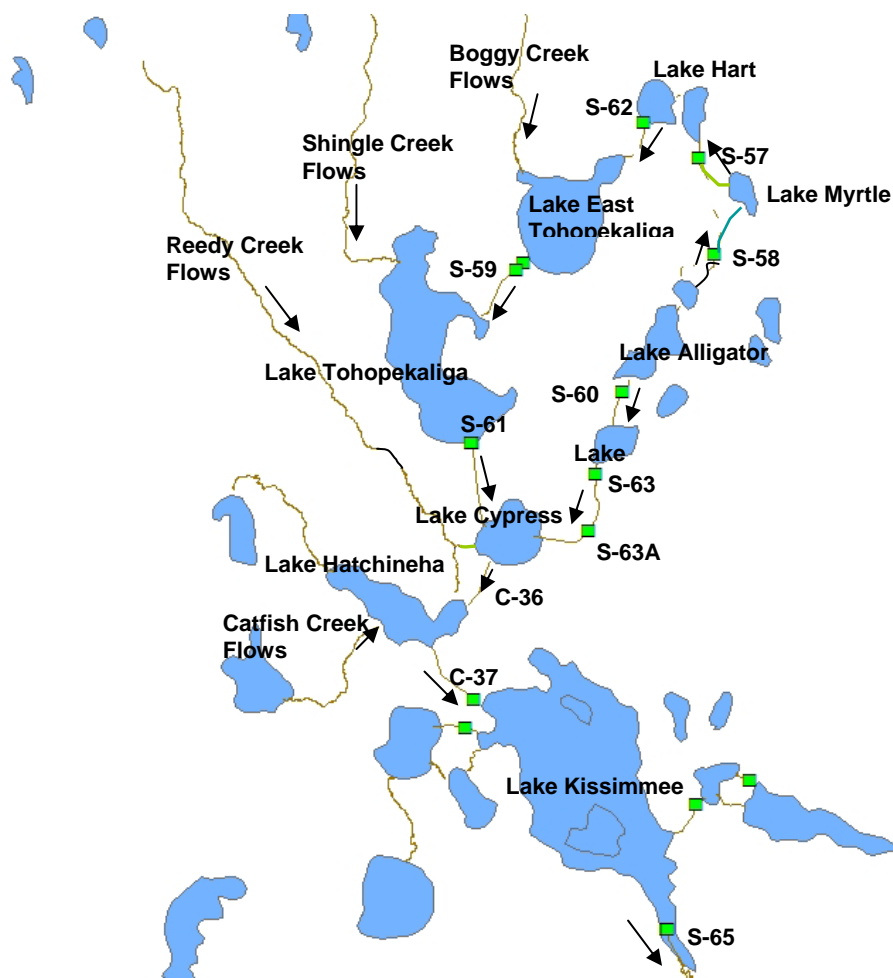 Boggy Creek
Flows
Lake Hart
S-62
Shingle Creek
Flows
S-57
Lake Myrtle
Lake East
Tohopekaliga
Reedy Creek
Flows
S-59
S-58
Lake Alligator
Lake Tohopekaliga
S-60
S-61
Lake
S-63
Lake Cypress
S-63A
Lake Hatchineha
C-36
Catfish Creek
Flows
C-37
Lake Kissimmee
S-65